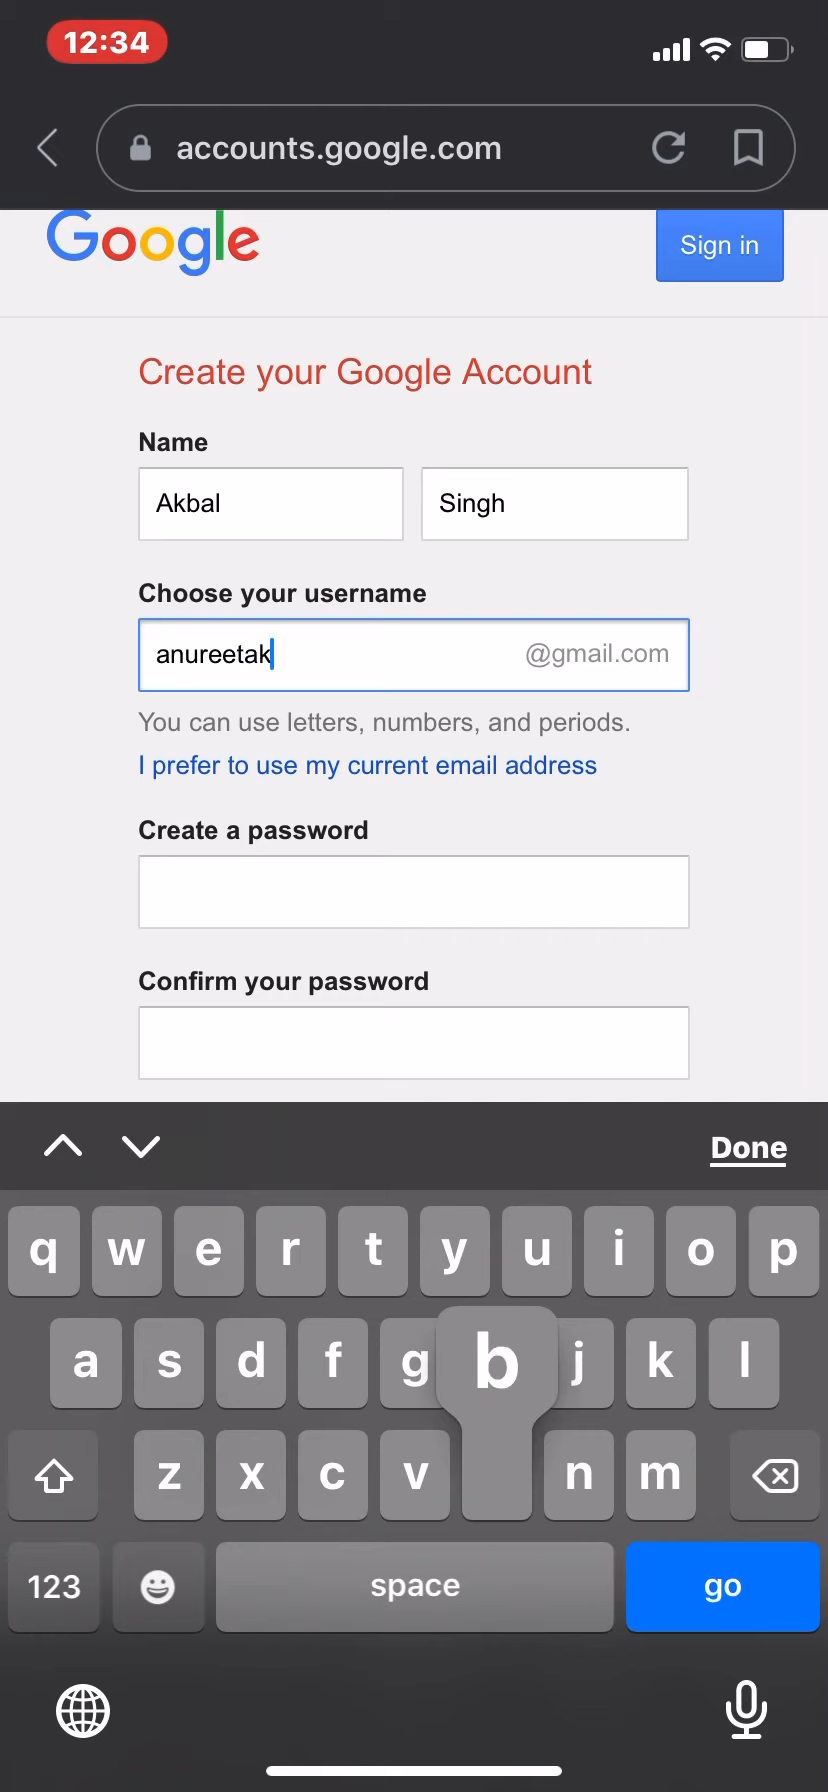 12:34
accounts.google.com
Google
Sign in
Create your Google Account
Name
Akbal Singh
Choose your username
anureetak @gmail.com
You can use letters, numbers, and periods.
I prefer to use my current email address
Create a password
Confirm your password
Done
q w e r t y u i o p
a s d f g b j k l
z x c v n m
123 space go